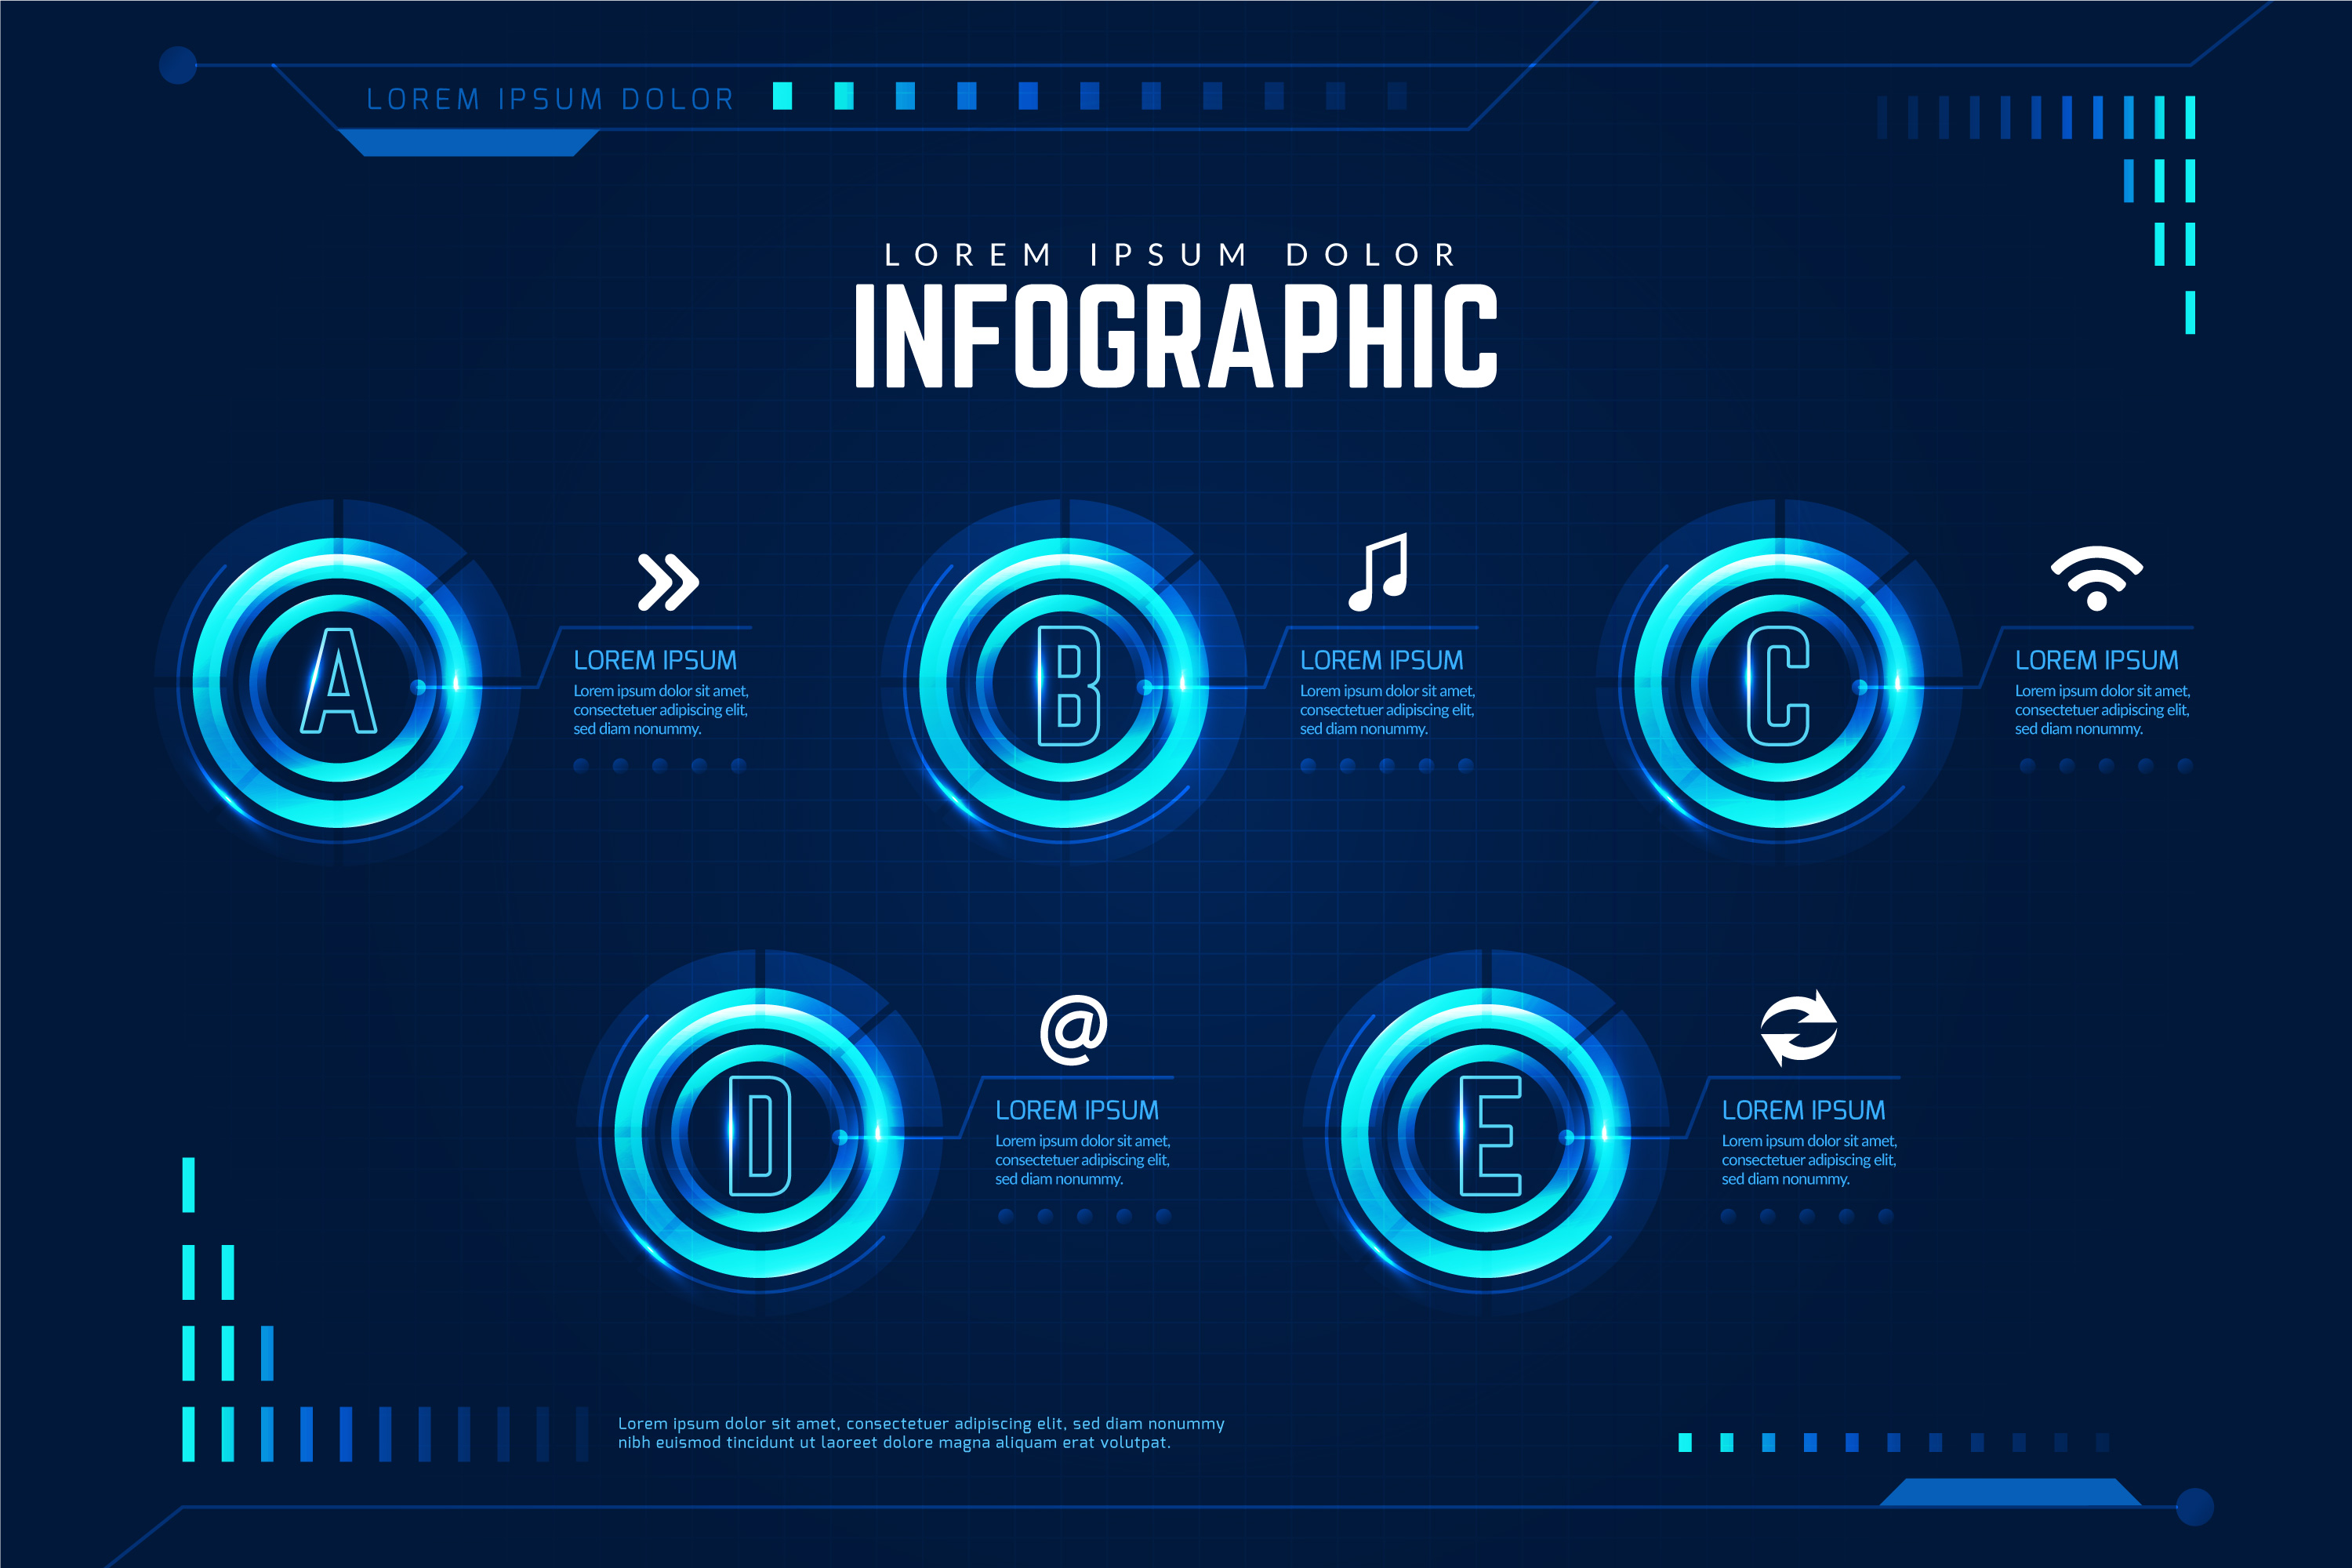 LOREM IPSUM DOLOR
LOREM IPSUM DOLOR
INFOGRAPHIC
A
LOREM IPSUM
Lorem ipsum dolor sit amet,
consectetuer adipiscing elit,
sed diam nonummy.
B
LOREM IPSUM
Lorem ipsum dolor sit amet,
consectetuer adipiscing elit,
sed diam nonummy.
C
LOREM IPSUM
Lorem ipsum dolor sit amet,
consectetuer adipiscing elit,
sed diam nonummy.
D
@
LOREM IPSUM
Lorem ipsum dolor sit amet,
consectetuer adipiscing elit,
sed diam nonummy.
E
LOREM IPSUM
Lorem ipsum dolor sit amet,
consectetuer adipiscing elit,
sed diam nonummy.
Lorem ipsum dolor sit amet, consectetuer adipiscing elit, sed diam nonummy
nibh euismod tincidunt ut laoreet dolore magna aliquam erat volutpat.